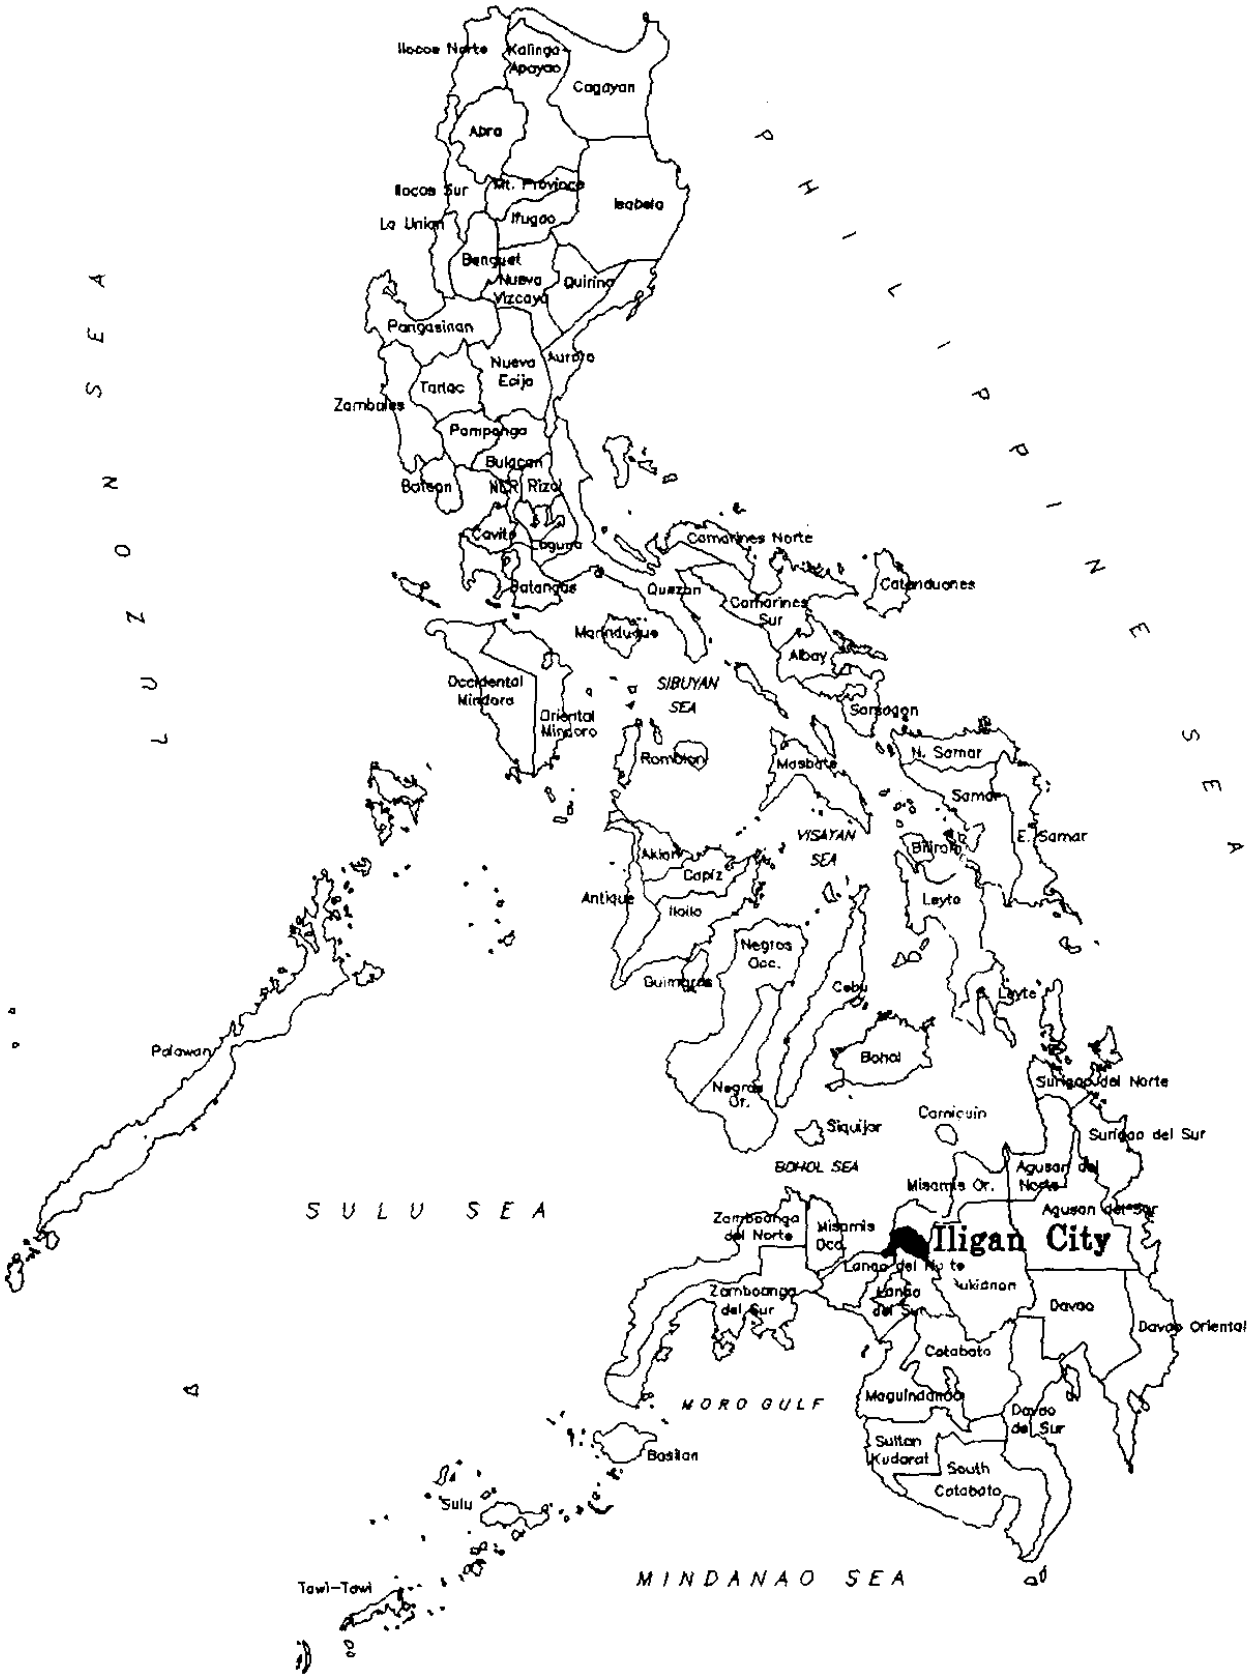 Ilocos Norte
Kalinga-
Apayao
Cagayan
Abra
Ilocos Sur
Mt. Province
Isabela
La Union
Ifugao
Benguet
Nueva
Vizcaya
Quirino
Pangasinan
Nueva
Ecija
Aurora
Tarlac
Zambales
Pampanga
Bulacan
Bataan
NCR
Rizal
Cavite
Laguna
Batangas
Quezon
Camarines Norte
Camarines
Sur
Catanduanes
Marinduque
Albay
Occidental
Mindoro
Oriental
Mindoro
SIBUYAN
SEA
Sorsogon
Romblon
Masbate
N. Samar
Samar
E. Samar
VISAYAN
SEA
Biliran
Aklan
Capiz
Antique
Iloilo
Leyte
Guimaras
Negros
Occ.
Cebu
S. Leyte
Palawan
Bohol
Negros
Or.
Siquijor
Camiguin
Surigao del Norte
Surigao del Sur
BOHOL SEA
Misamis Or.
Agusan del
Norte
Agusan del Sur
SULU SEA
Zamboanga
del Norte
Misamis
Occ.
Iligan City
Lanao del Norte
Lanao
del Sur
Bukidnon
Zamboanga
del Sur
Davao
Davao Oriental
Cotabato
MORO GULF
Maguindanao
Davao
del Sur
Sultan
Kudarat
South
Cotabato
Basilan
Sulu
Tawi-Tawi
MINDANAO SEA
LUZON SEA
PHILIPPINE SEA